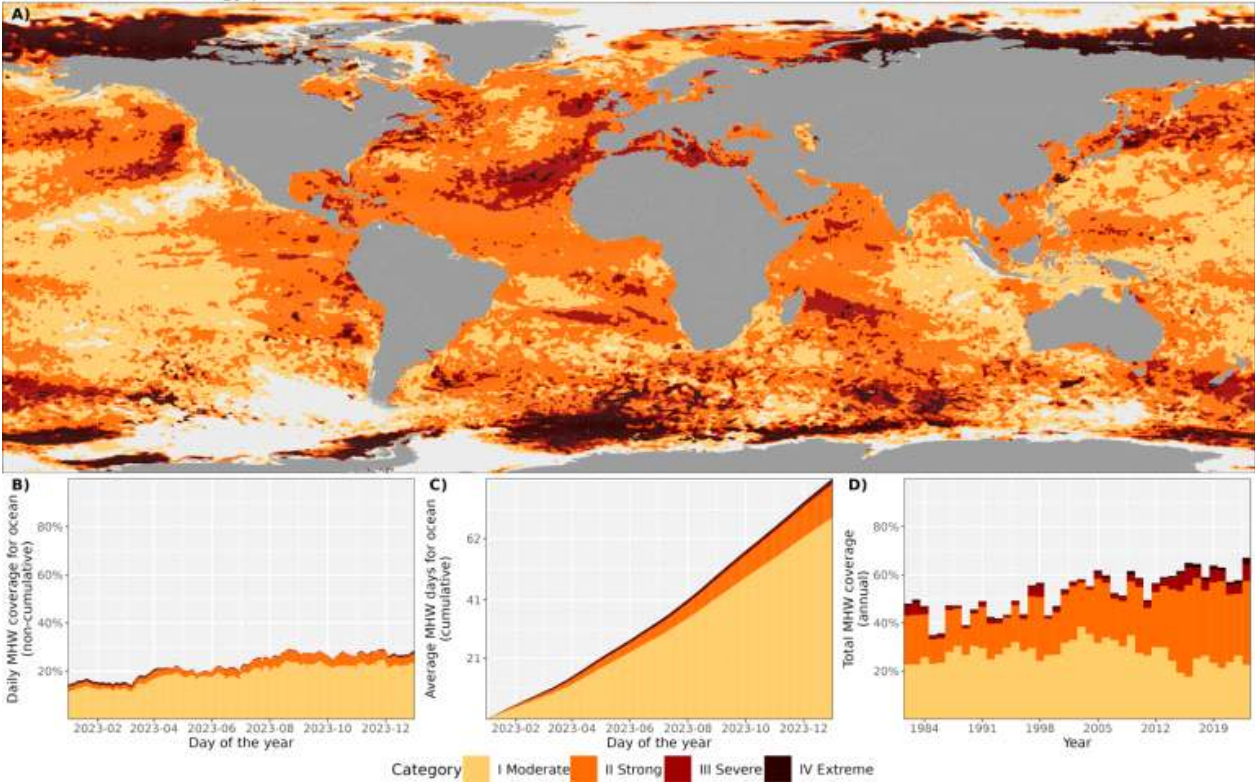 A)
B)
Daily MHW coverage for ocean
(non-cumulative)
80%
60%
40%
20%
2023-02 2023-04 2023-06 2023-08 2023-10 2023-12
Day of the year
C)
Average MHW days for ocean
(cumulative)
62
41
21
2023-02 2023-04 2023-06 2023-08 2023-10 2023-12
Day of the year
D)
Total MHW coverage
(annual)
80%
60%
40%
20%
1984 1991 1998 2005 2012 2019
Year
Category I Moderate II Strong III Severe IV Extreme